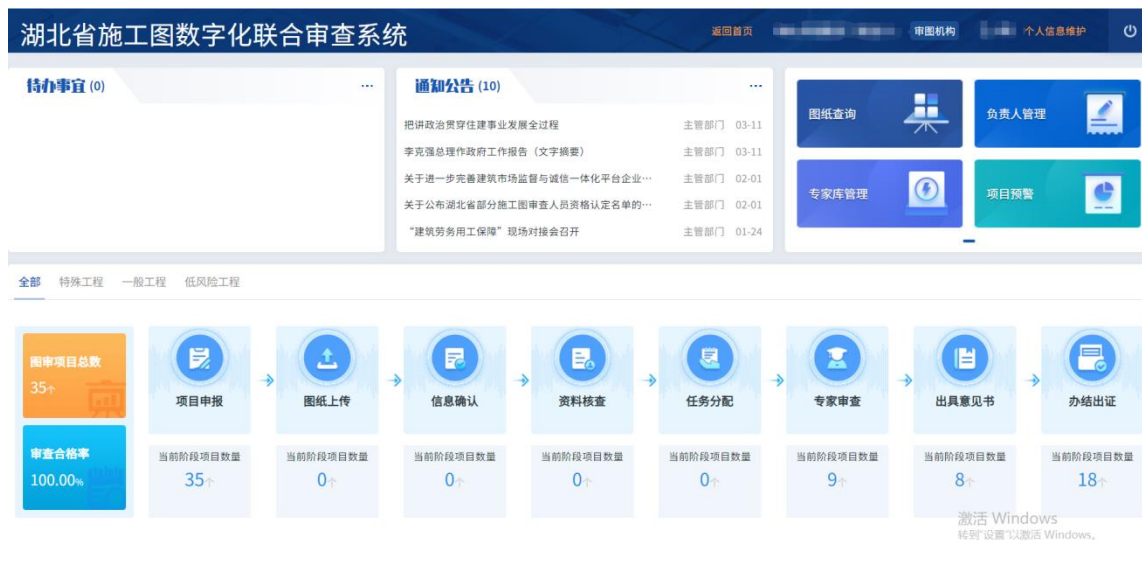 湖北省施工图数字化联合审查系统
返回首页
审图机构
个人信息维护
待办事宜 (0)
...
通知公告 (10)
...
把讲政治贯穿住建事业发展全过程 主管部门 03-11
李克强总理作政府工作报告（文字摘要） 主管部门 03-11
关于进一步完善建筑市场监督与诚信一体化平台企业... 主管部门 02-01
关于公布湖北省部分施工图审查人员资格认定名单的... 主管部门 02-01
“建筑劳务用工保障”现场对接会召开 主管部门 01-24
图纸查询
负责人管理
专家库管理
项目预警
全部 特殊工程 一般工程 低风险工程
图审项目总数
35个
审查合格率
100.00%
项目申报
图纸上传
信息确认
资料核查
任务分配
专家审查
出具意见书
办结出证
当前阶段项目数量
35个
当前阶段项目数量
0个
当前阶段项目数量
0个
当前阶段项目数量
0个
当前阶段项目数量
0个
当前阶段项目数量
9个
当前阶段项目数量
8个
当前阶段项目数量
18个
激活 Windows
转到"设置"以激活 Windows。